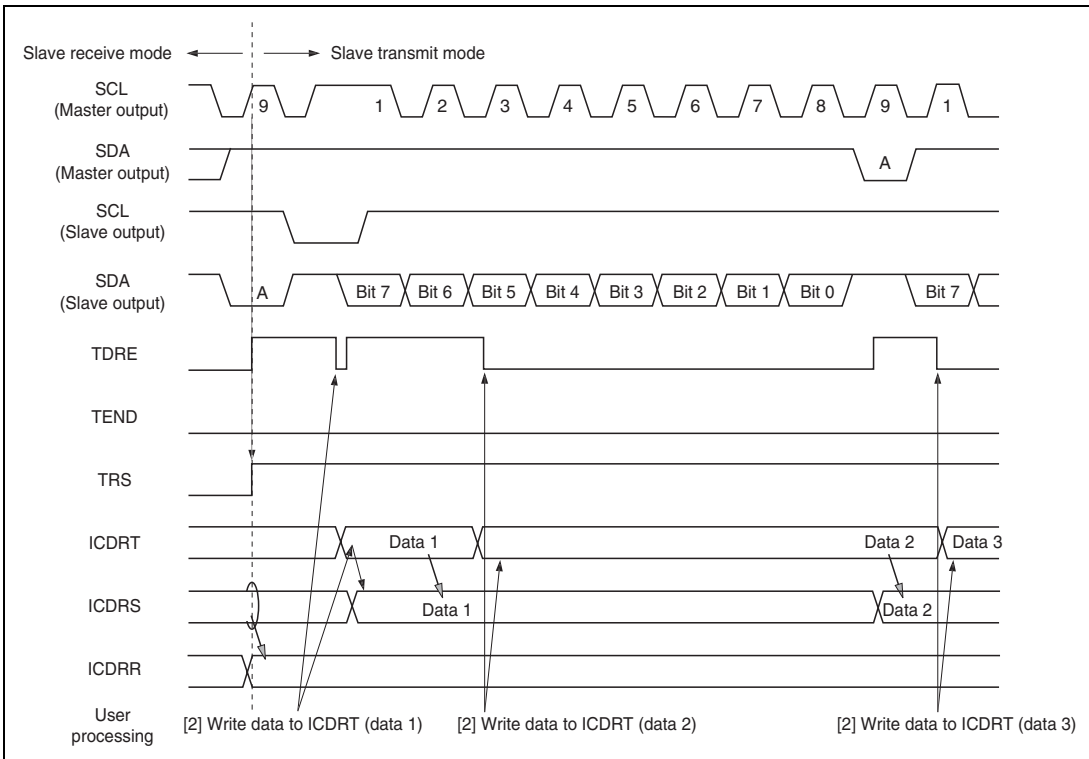 Slave receive mode Slave transmit mode
SCL
(Master output)
9 1 2 3 4 5 6 7 8 9 1
SDA
(Master output)
A
SCL
(Slave output)
SDA
(Slave output)
A Bit 7 Bit 6 Bit 5 Bit 4 Bit 3 Bit 2 Bit 1 Bit 0 Bit 7
TDRE
TEND
TRS
ICDRT
Data 1 Data 2 Data 3
ICDRS
Data 1 Data 2
ICDRR
User
processing
[2] Write data to ICDRT (data 1) [2] Write data to ICDRT (data 2) [2] Write data to ICDRT (data 3)